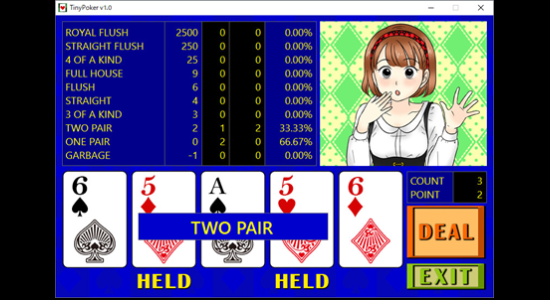 TinyPoker v1.0
ROYAL FLUSH 2500 0 0 0.00%
STRAIGHT FLUSH 250 0 0 0.00%
4 OF A KIND 25 0 0 0.00%
FULL HOUSE 9 0 0 0.00%
FLUSH 6 0 0 0.00%
STRAIGHT 4 0 0 0.00%
3 OF A KIND 3 0 0 0.00%
TWO PAIR 2 1 2 33.33%
ONE PAIR 0 2 0 66.67%
GARBAGE -1 0 0 0.00%
6 5 A 5 6
COUNT 3
POINT 2
TWO PAIR
DEAL
HELD HELD
EXIT